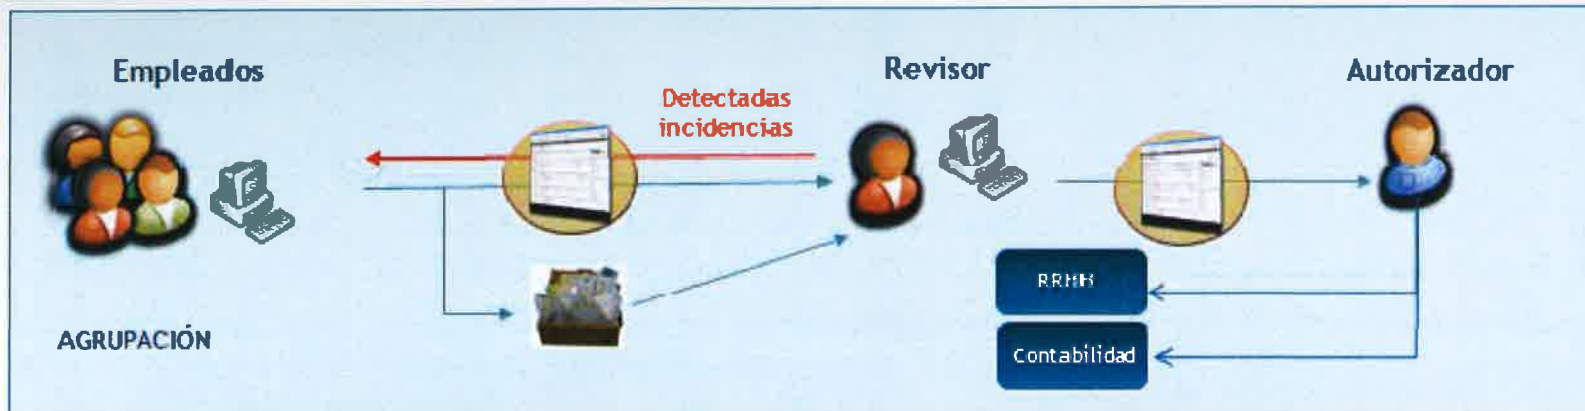 Empleados
Revisor
Autorizador
Detectadas
incidencias
RRHH
AGRUPACIÓN
Contabilidad